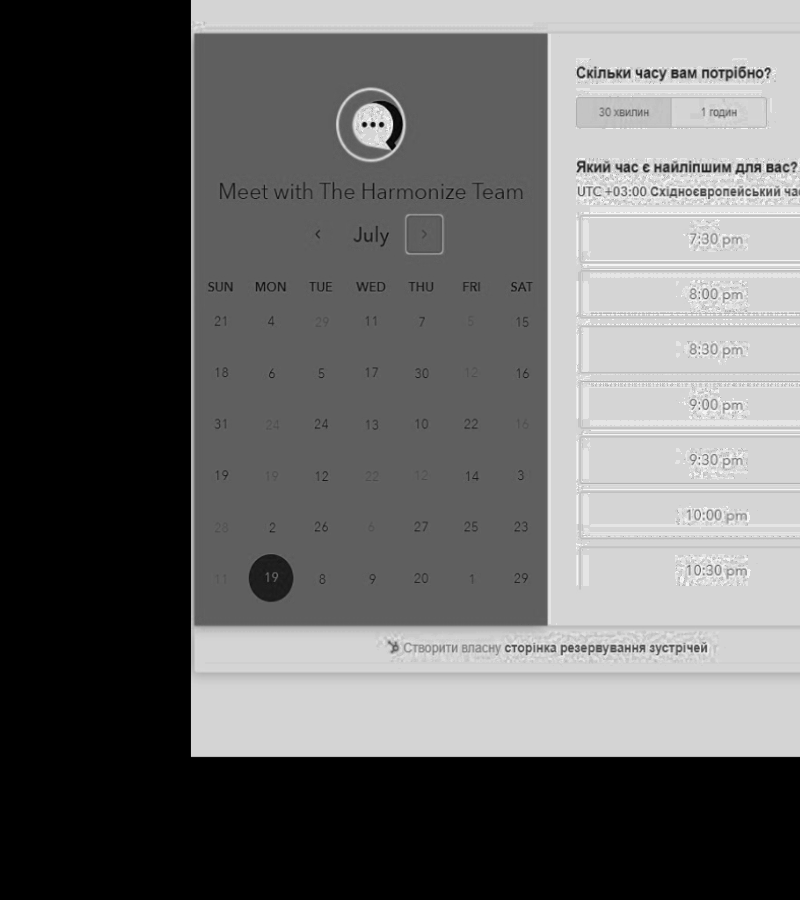 Meet with The Harmonize Team
July
SUN MON TUE WED THU FRI SAT
21 4 29 11 7 5 15
18 6 5 17 30 12 16
31 24 24 13 10 22 16
19 19 12 22 12 14 3
28 2 26 6 27 25 23
11 19 8 9 20 1 29
Скільки часу вам потрібно?
30 хвилин 1 годин
Який час є найліпшим для вас?
UTC +03:00 Східноєвропейський
7:30 pm
8:00 pm
8:30 pm
9:00 pm
9:30 pm
10:00 pm
10:30 pm
Створити власну сторінка резервування зустрічей